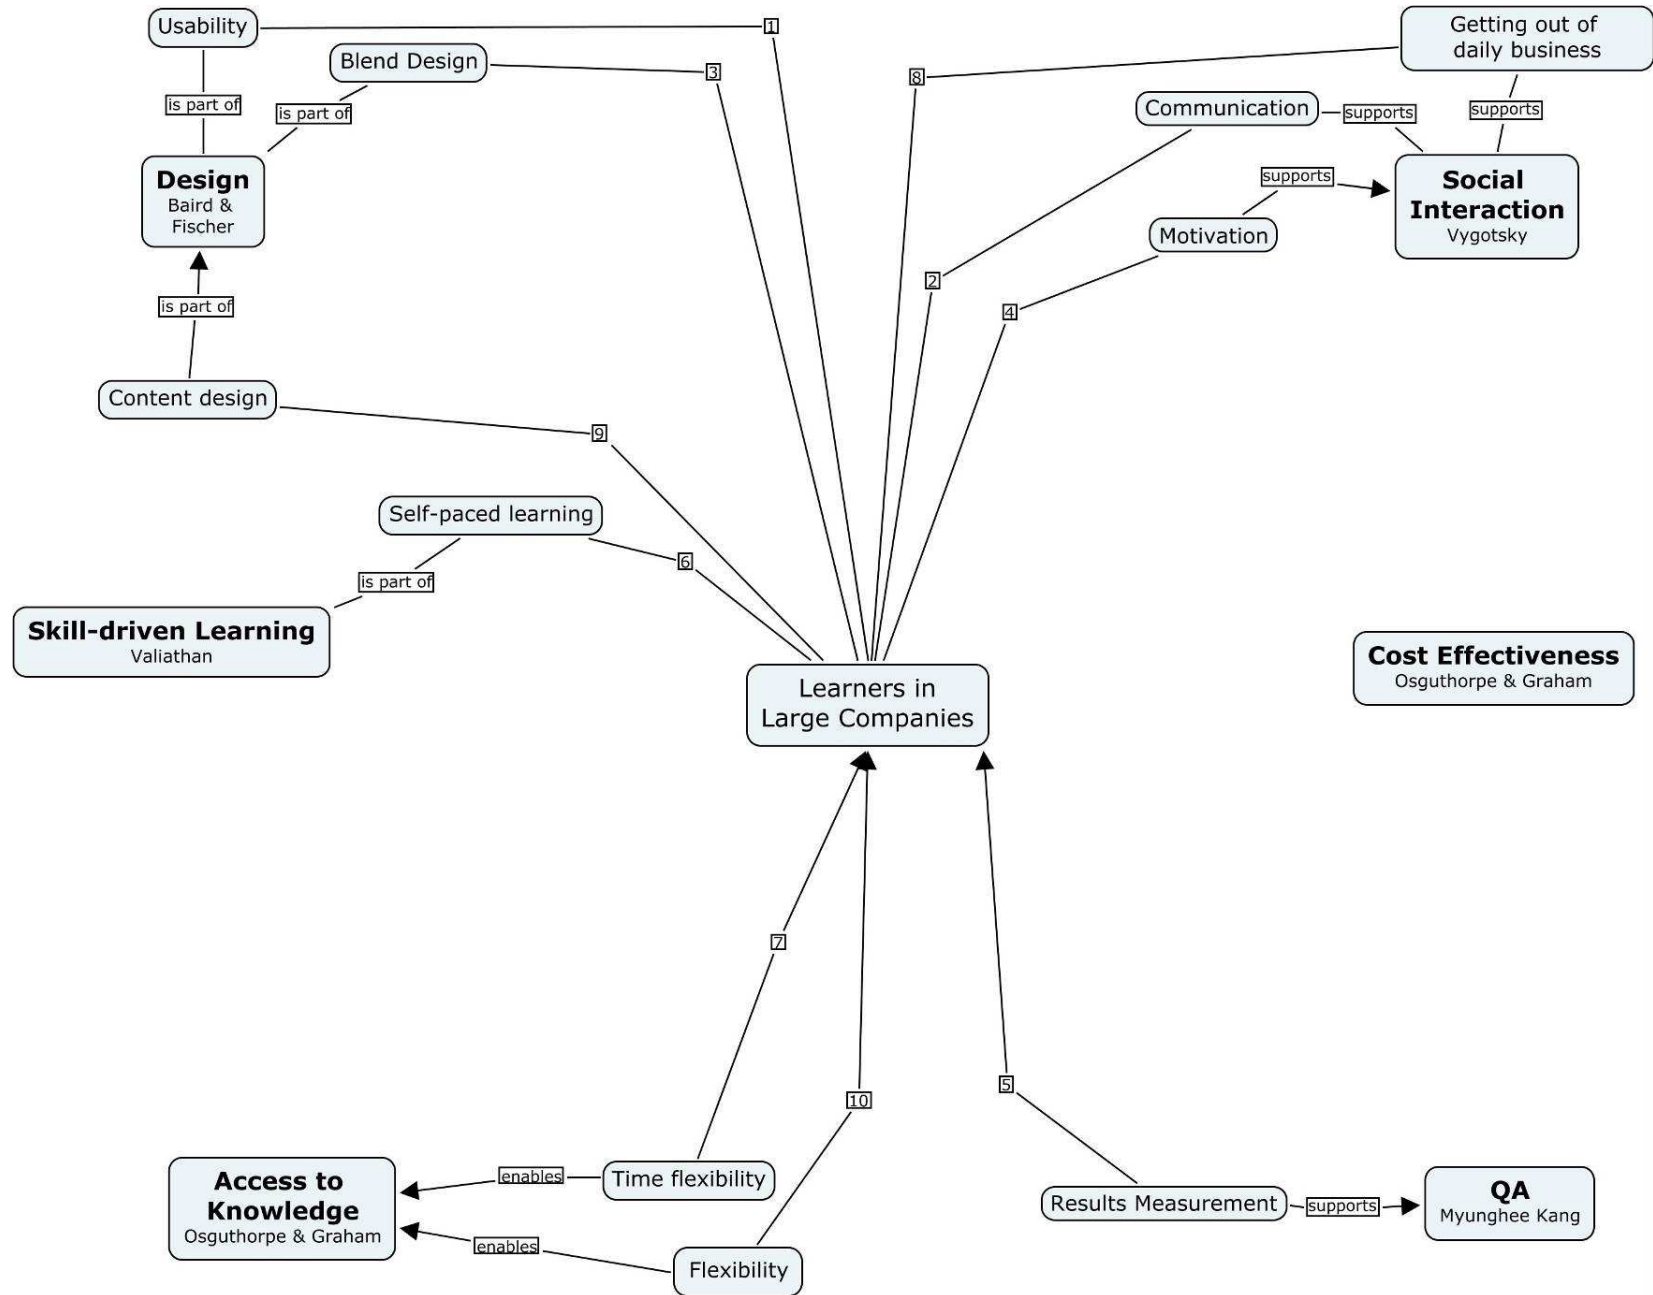 Usability
1
Getting out of
daily business
Blend Design
3
8
is part of
is part of
Communication
supports
supports
Design
Baird &
Fischer
supports
Social
Interaction
Vygotsky
Motivation
2
is part of
4
Content design
9
Self-paced learning
6
is part of
Skill-driven Learning
Valiathan
Cost Effectiveness
Osguthorpe & Graham
Learners in
Large Companies
7
5
10
Access to
Knowledge
Osguthorpe & Graham
enables
Time flexibility
Results Measurement
supports
QA
Myunghee Kang
enables
Flexibility